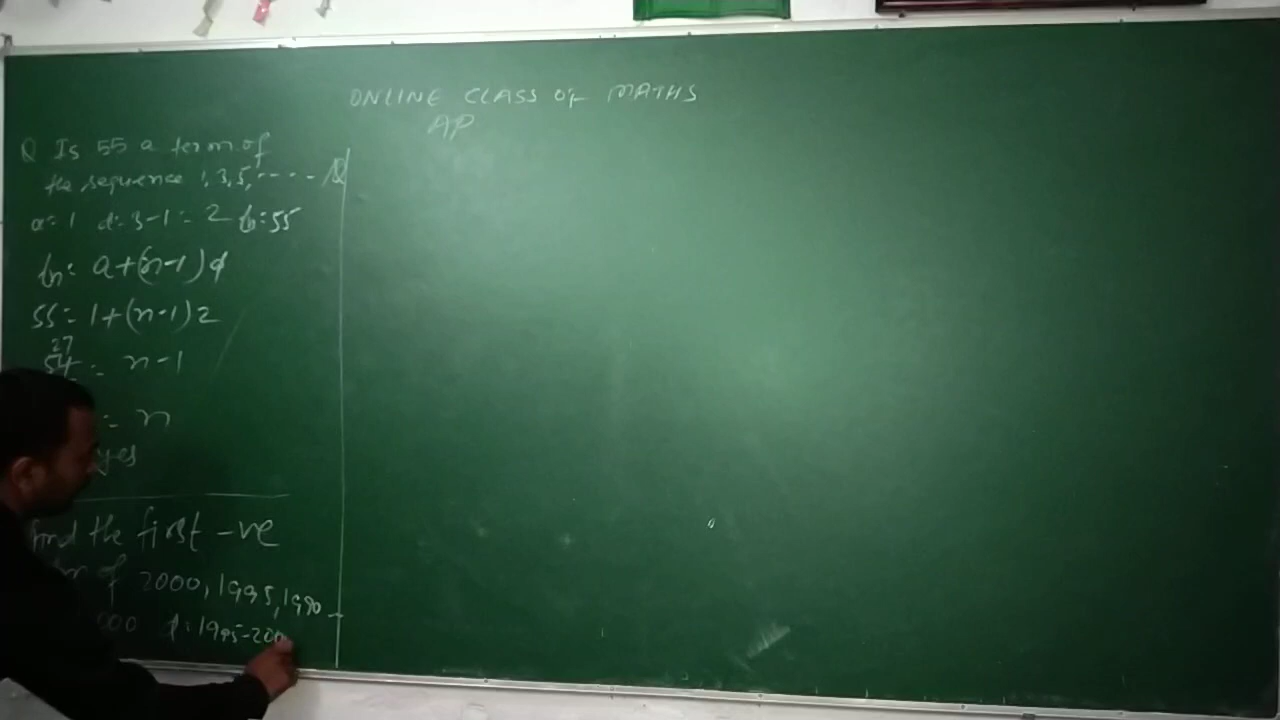 ONLINE CLASS OF MATHS
AP
Q Is 55 a term of
the sequence 1, 3, 5, ....
a = 1 d = 3-1 = 2 tn = 55
tn = a + (n-1) d
55 = 1 + (n-1) 2
27
54 = n-1
= n
yes
find the first -ve
of 2000, 1995, 1990 -
000 d = 1995-200